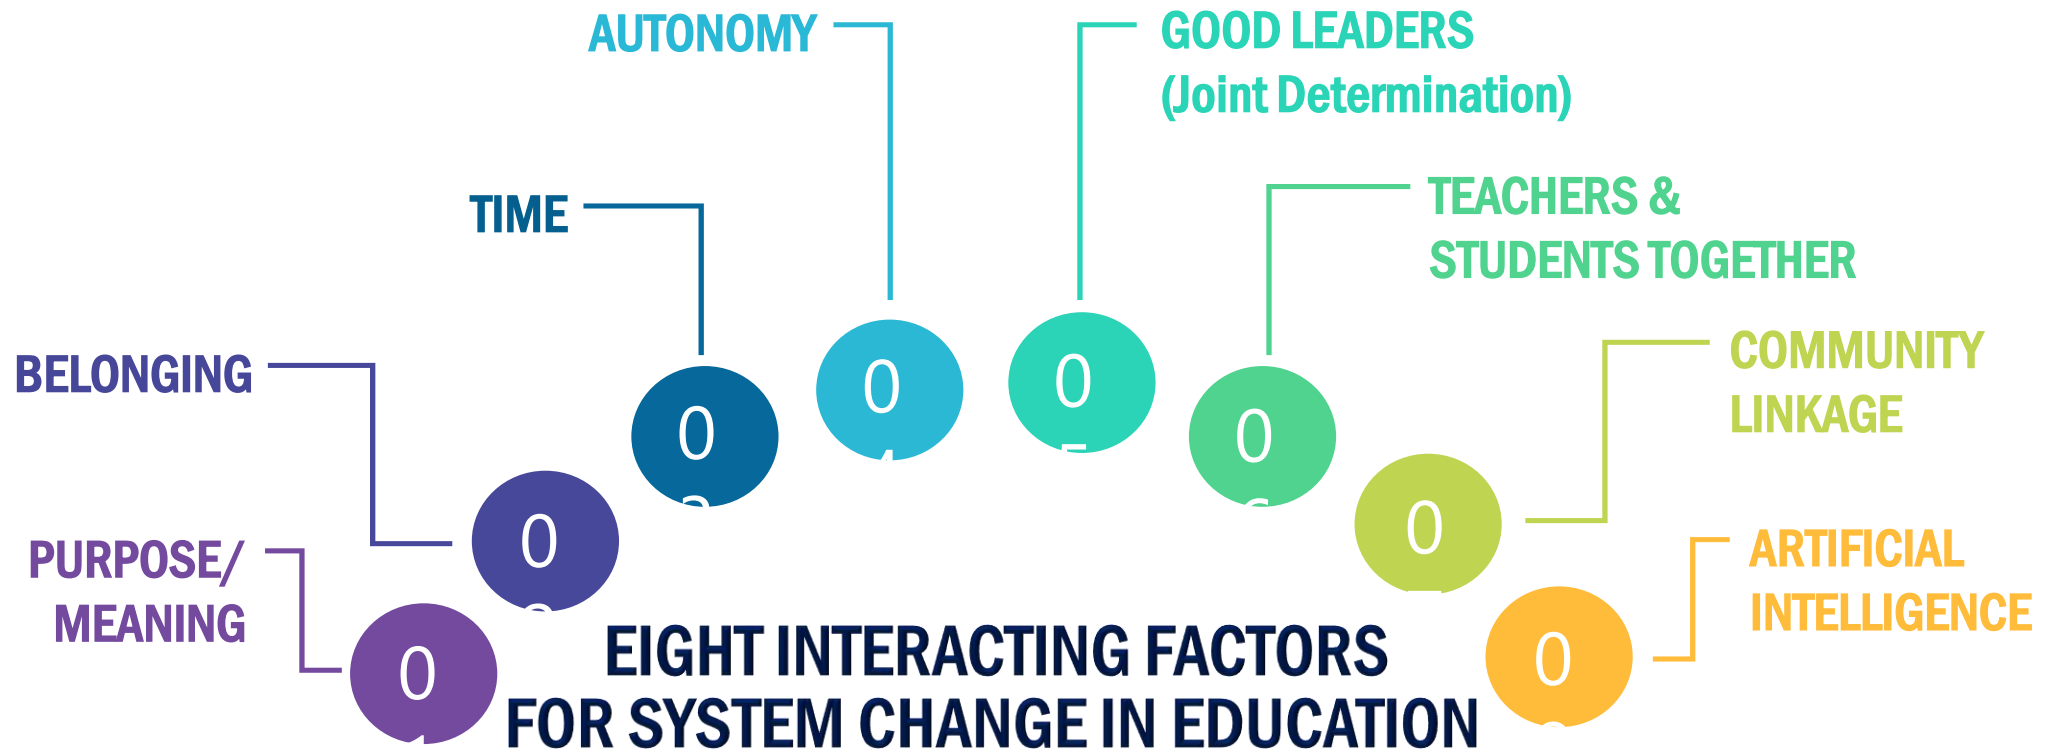 AUTONOMY
GOOD LEADERS
(Joint Determination)
TIME
TEACHERS &
STUDENTS TOGETHER
BELONGING
COMMUNITY
LINKAGE
PURPOSE/
MEANING
ARTIFICIAL
INTELLIGENCE
0
0
0
0
0
0
0
0
EIGHT INTERACTING FACTORS
FOR SYSTEM CHANGE IN EDUCATION